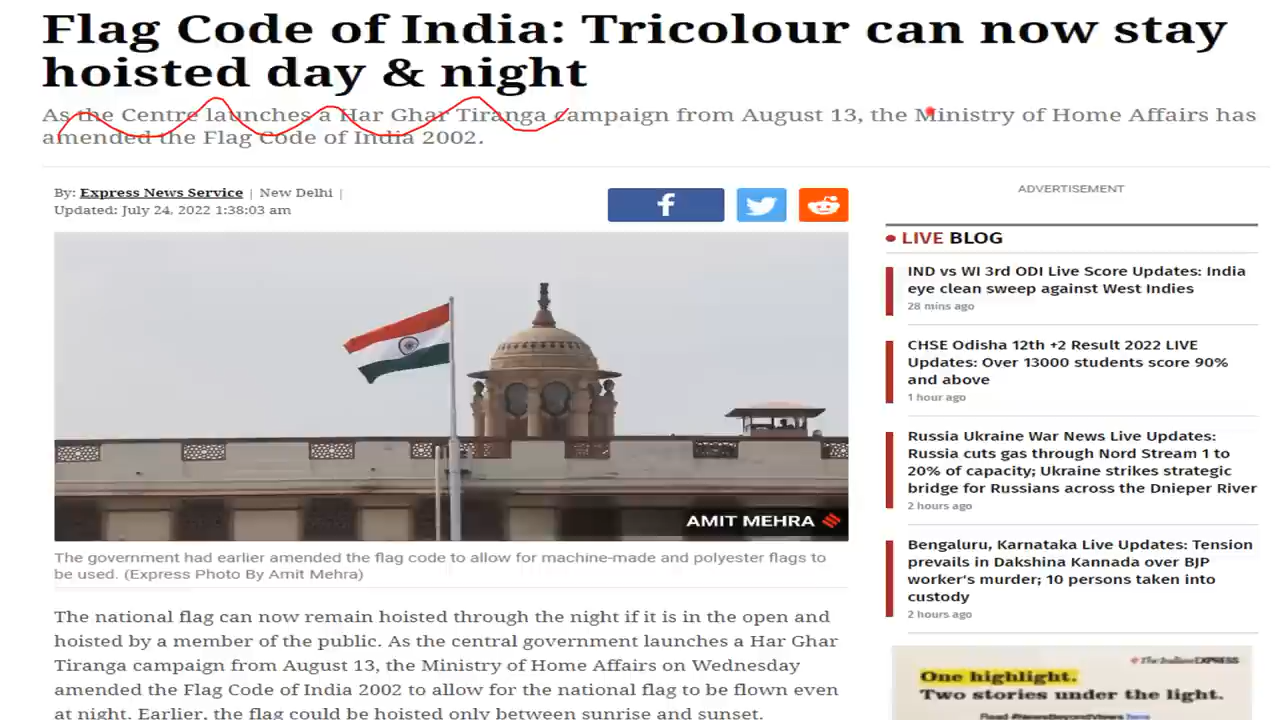 Flag Code of India: Tricolour can now stay
hoisted day & night
As the Centre launches a Har Ghar Tiranga campaign from August 13, the Ministry of Home Affairs has
amended the Flag Code of India 2002.
By: Express News Service | New Delhi |
Updated: July 24, 2022 1:38:03 am
f
AMIT MEHRA
The government had earlier amended the flag code to allow for machine-made and polyester flags to
be used. (Express Photo By Amit Mehra)
The national flag can now remain hoisted through the night if it is in the open and
hoisted by a member of the public. As the central government launches a Har Ghar
Tiranga campaign from August 13, the Ministry of Home Affairs on Wednesday
amended the Flag Code of India 2002 to allow for the national flag to be flown even
at night. Earlier, the flag could be hoisted only between sunrise and sunset.
ADVERTISEMENT
LIVE BLOG
IND vs WI 3rd ODI Live Score Updates: India
eye clean sweep against West Indies
28 mins ago
CHSE Odisha 12th +2 Result 2022 LIVE
Updates: Over 13000 students score 90%
and above
1 hour ago
Russia Ukraine War News Live Updates:
Russia cuts gas through Nord Stream 1 to
20% of capacity; Ukraine strikes strategic
bridge for Russians across the Dnieper River
2 hours ago
Bengaluru, Karnataka Live Updates: Tension
prevails in Dakshina Kannada over BJP
worker's murder; 10 persons taken into
custody
2 hours ago
The Indian EXPRESS
One highlight.
Two stories under the light.
Read #NewsBeyondViews here